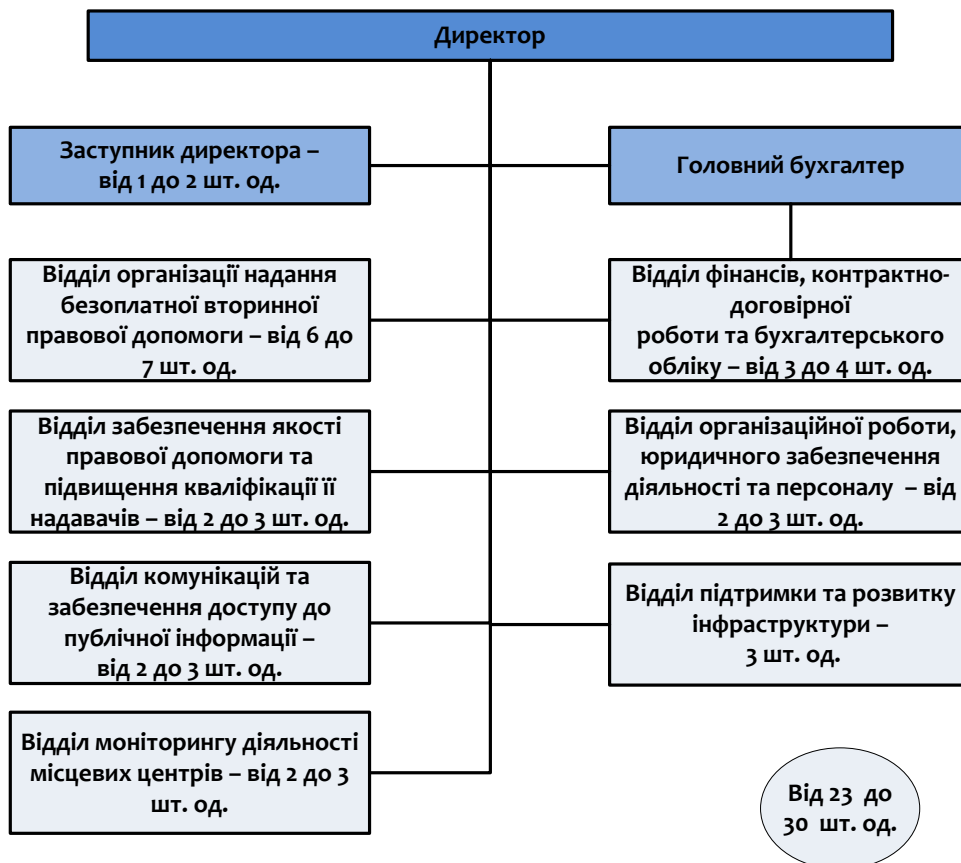 Директор
Заступник директора –
від 1 до 2 шт. од.
Головний бухгалтер
Відділ організації надання
безоплатної вторинної
правової допомоги – від 6 до
7 шт. од.
Відділ фінансів, контрактно-
договірної
роботи та бухгалтерського
обліку – від 3 до 4 шт. од.
Відділ забезпечення якості
правової допомоги та
підвищення кваліфікації її
надавачів – від 2 до 3 шт. од.
Відділ організаційної роботи,
юридичного забезпечення
діяльності та персоналу – від
2 до 3 шт. од.
Відділ комунікацій та
забезпечення доступу до
публічної інформації –
від 2 до 3 шт. од.
Відділ підтримки та розвитку
інфраструктури –
3 шт. од.
Відділ моніторингу діяльності
місцевих центрів – від 2 до 3
шт. од.
Від 23 до
30 шт. од.